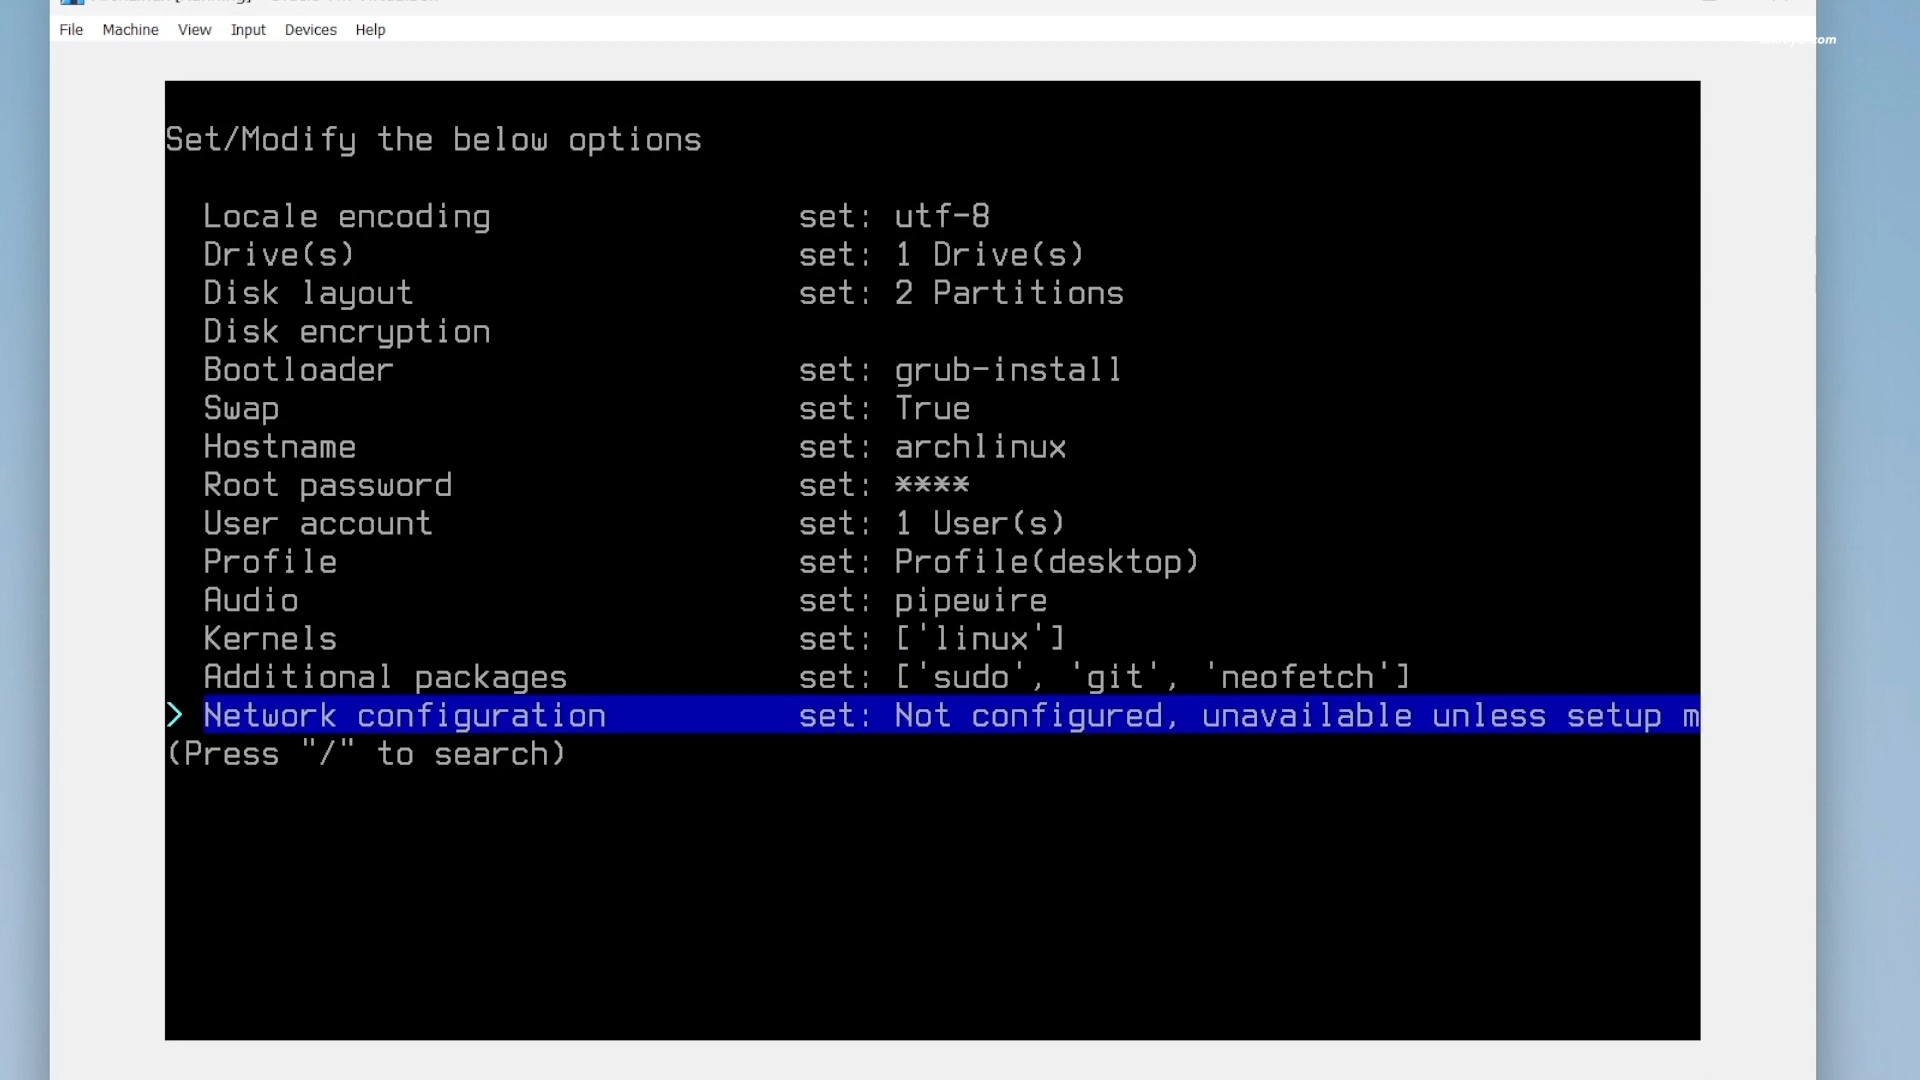 File Machine View Input Devices Help
Set/Modify the below options
Locale encoding set: utf-8
Drive(s) set: 1 Drive(s)
Disk layout set: 2 Partitions
Disk encryption
Bootloader set: grub-install
Swap set: True
Hostname set: archlinux
Root password set: ****
User account set: 1 User(s)
Profile set: Profile(desktop)
Audio set: pipewire
Kernels set: ['linux']
Additional packages set: ['sudo', 'git', 'neofetch']
> Network configuration set: Not configured, unavailable unless setup m
(Press "/" to search)